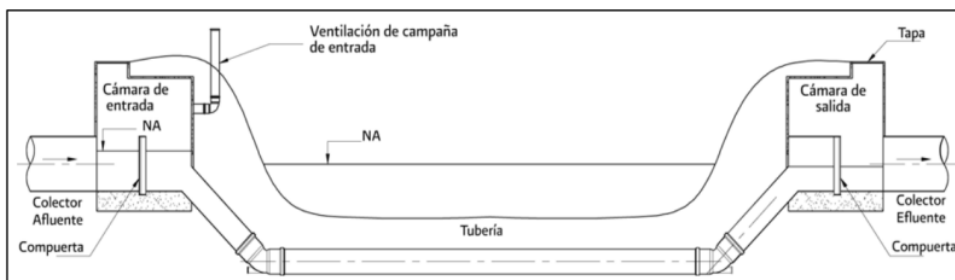 Ventilación de campaña
de entrada
Tapa
Cámara de
entrada
Cámara de
salida
NA
NA
Colector
Afluente
Colector
Efluente
Tubería
Compuerta
Compuerta